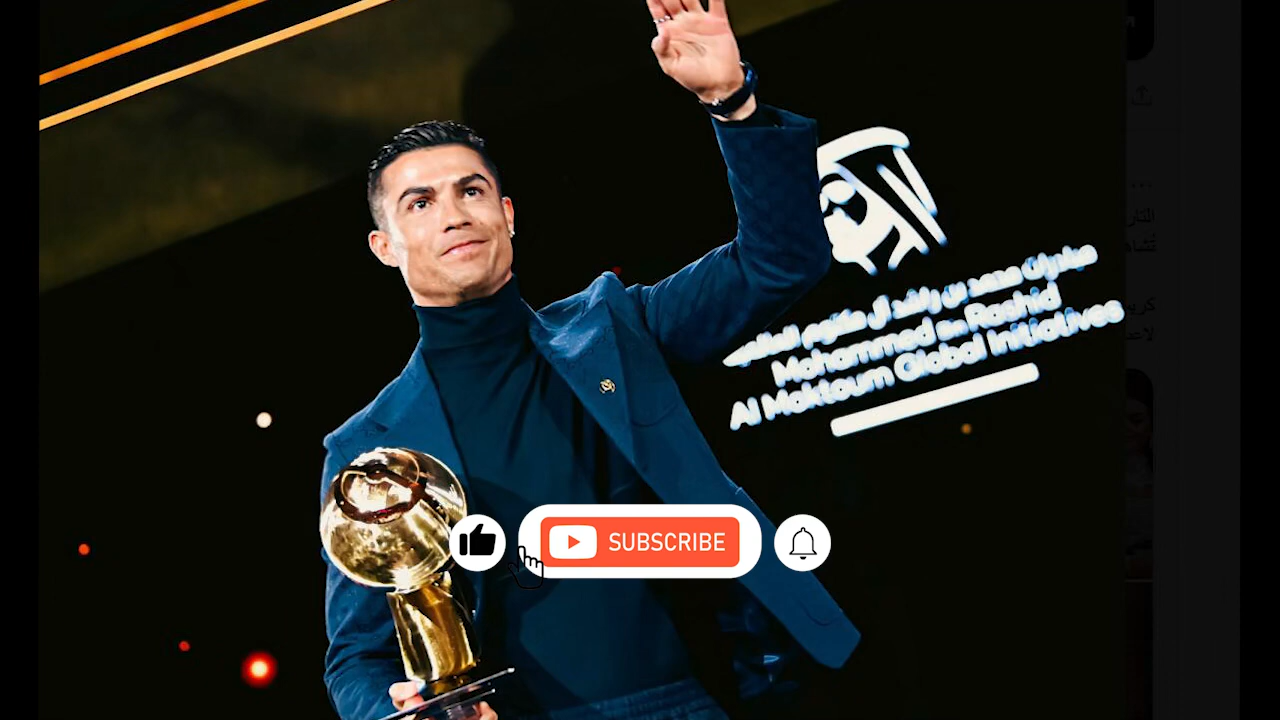 مبادرات محمد بن راشد آل مكتوم العالمية
Mohammed Bin Rashid
Al Maktoum Global Initiatives
SUBSCRIBE